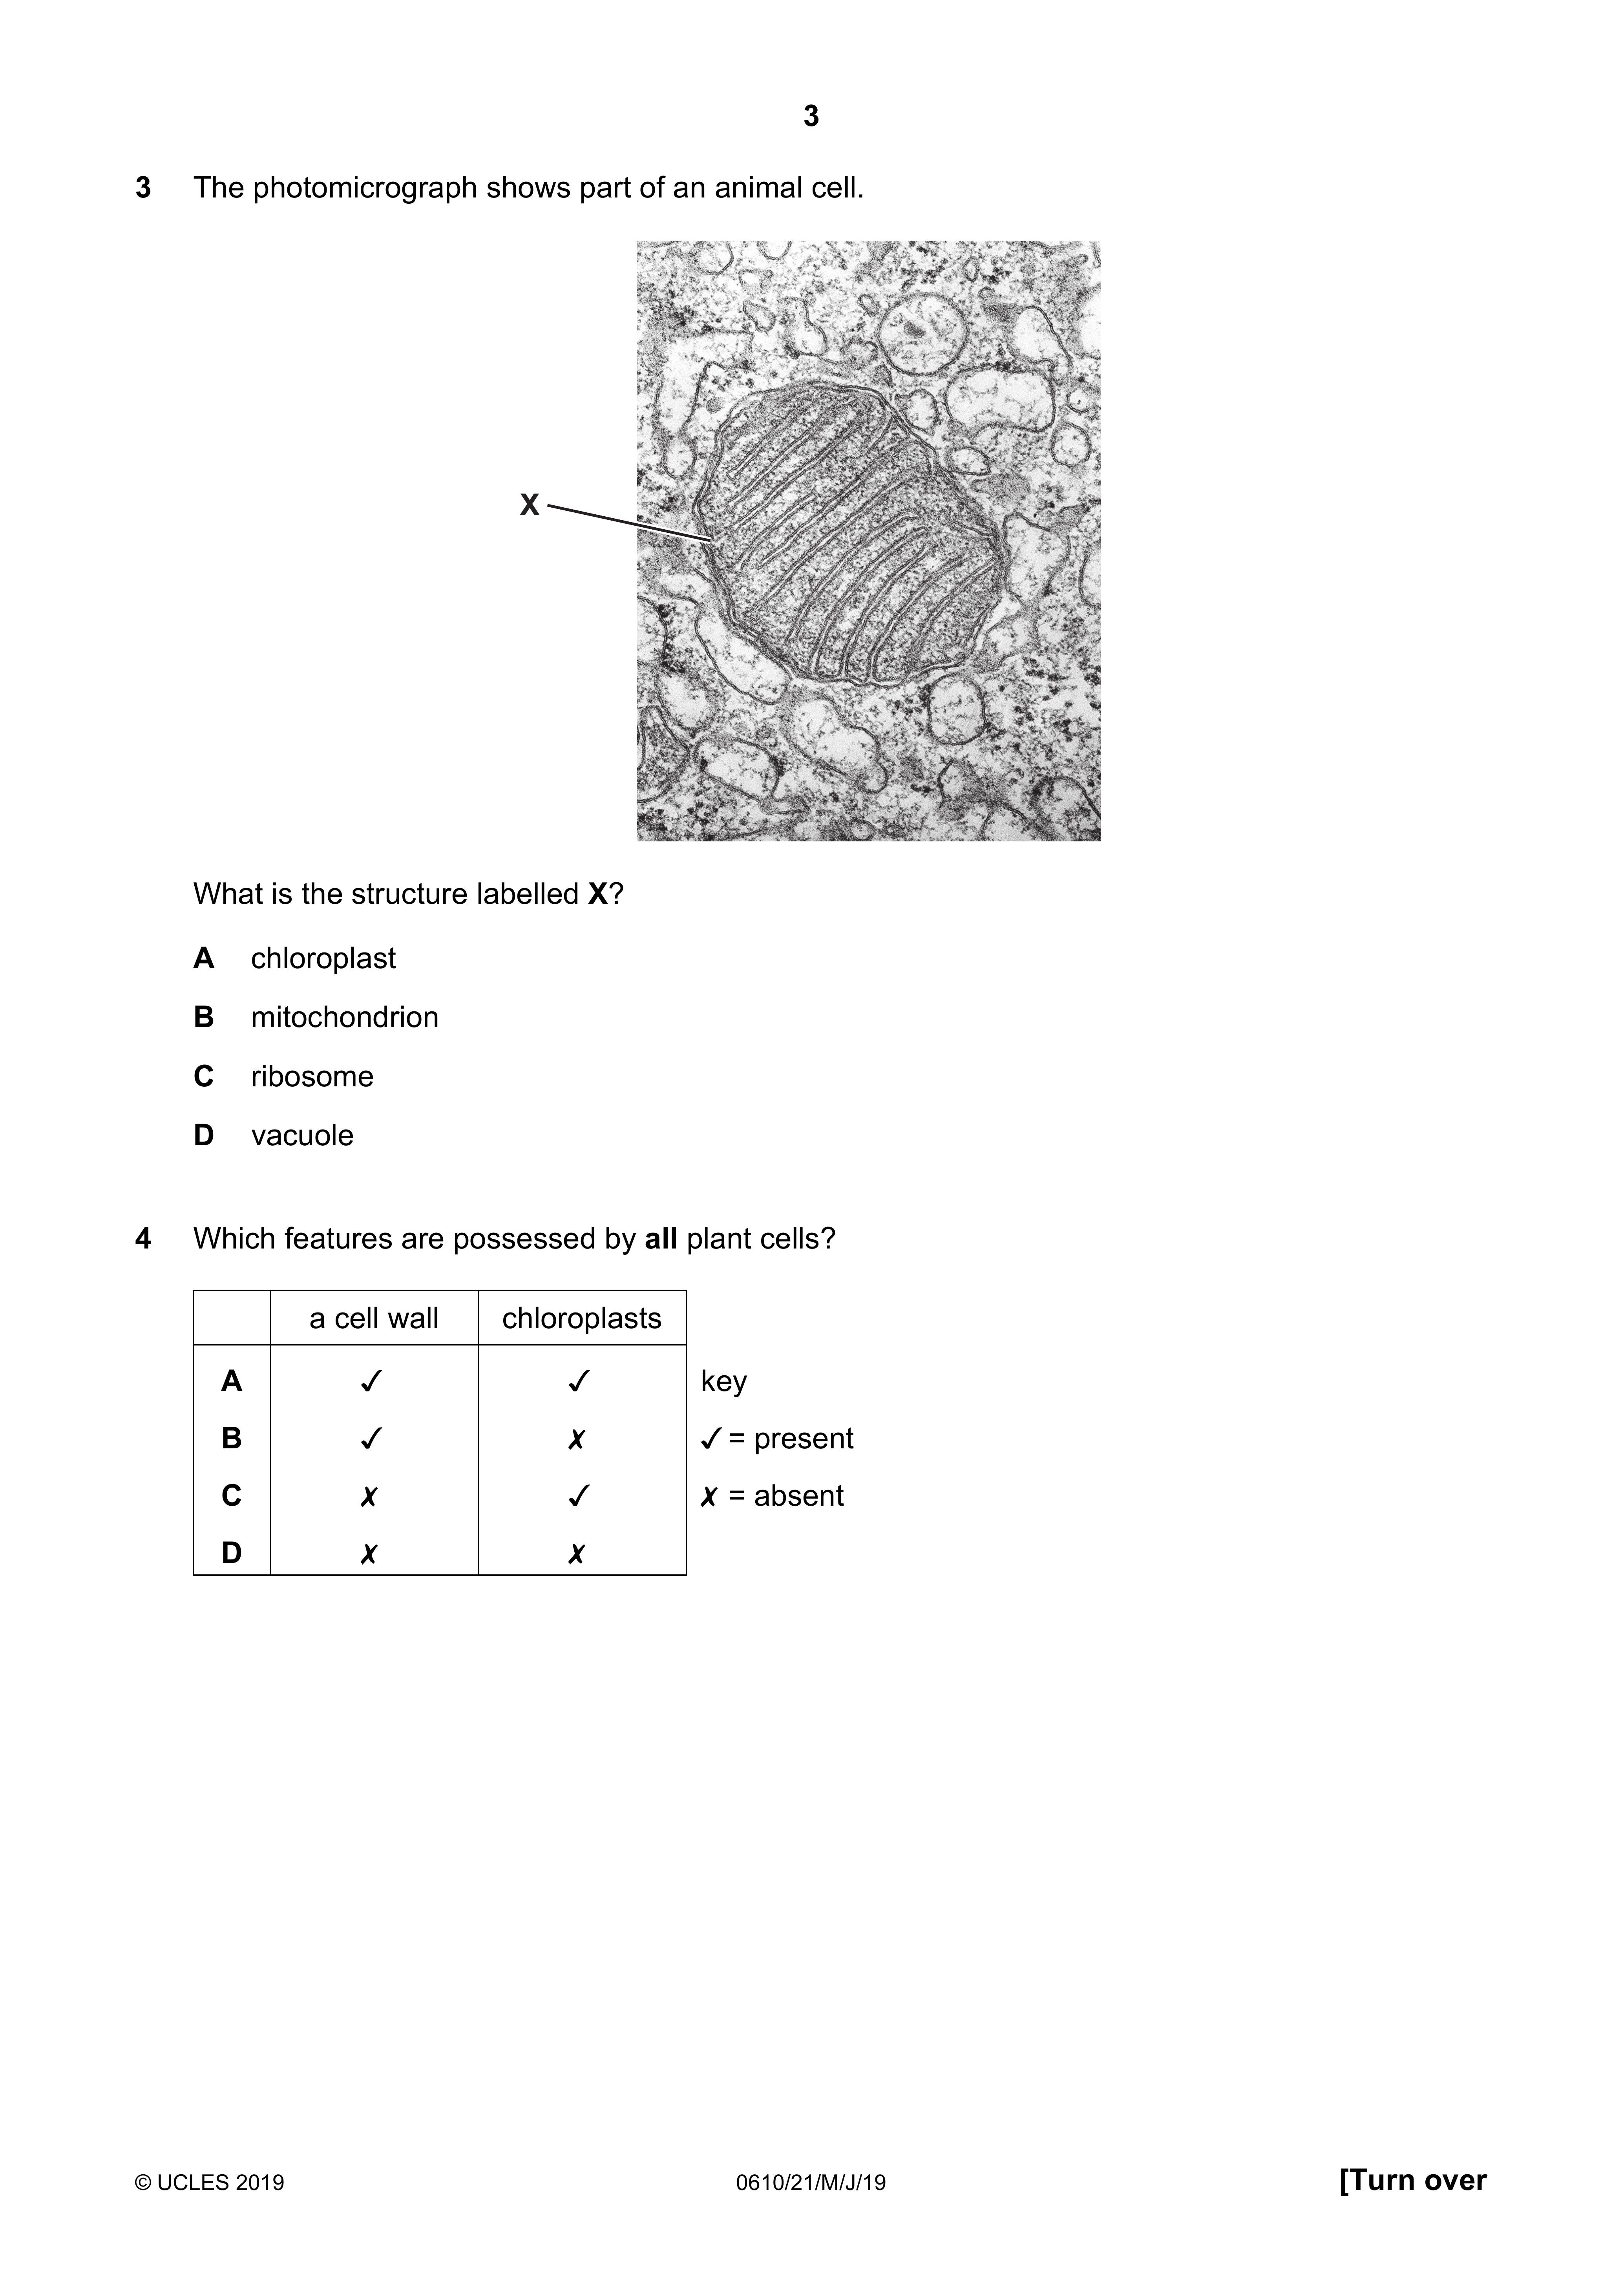 3
3 The photomicrograph shows part of an animal cell.
X
What is the structure labelled X?
A chloroplast
B mitochondrion
C ribosome
D vacuole
4 Which features are possessed by all plant cells?
a cell wall chloroplasts
A ✓ ✓ key
B ✓ ✗ ✓ = present
C ✗ ✓ ✗ = absent
D ✗ ✗
© UCLES 2019 0610/21/M/J/19 [Turn over